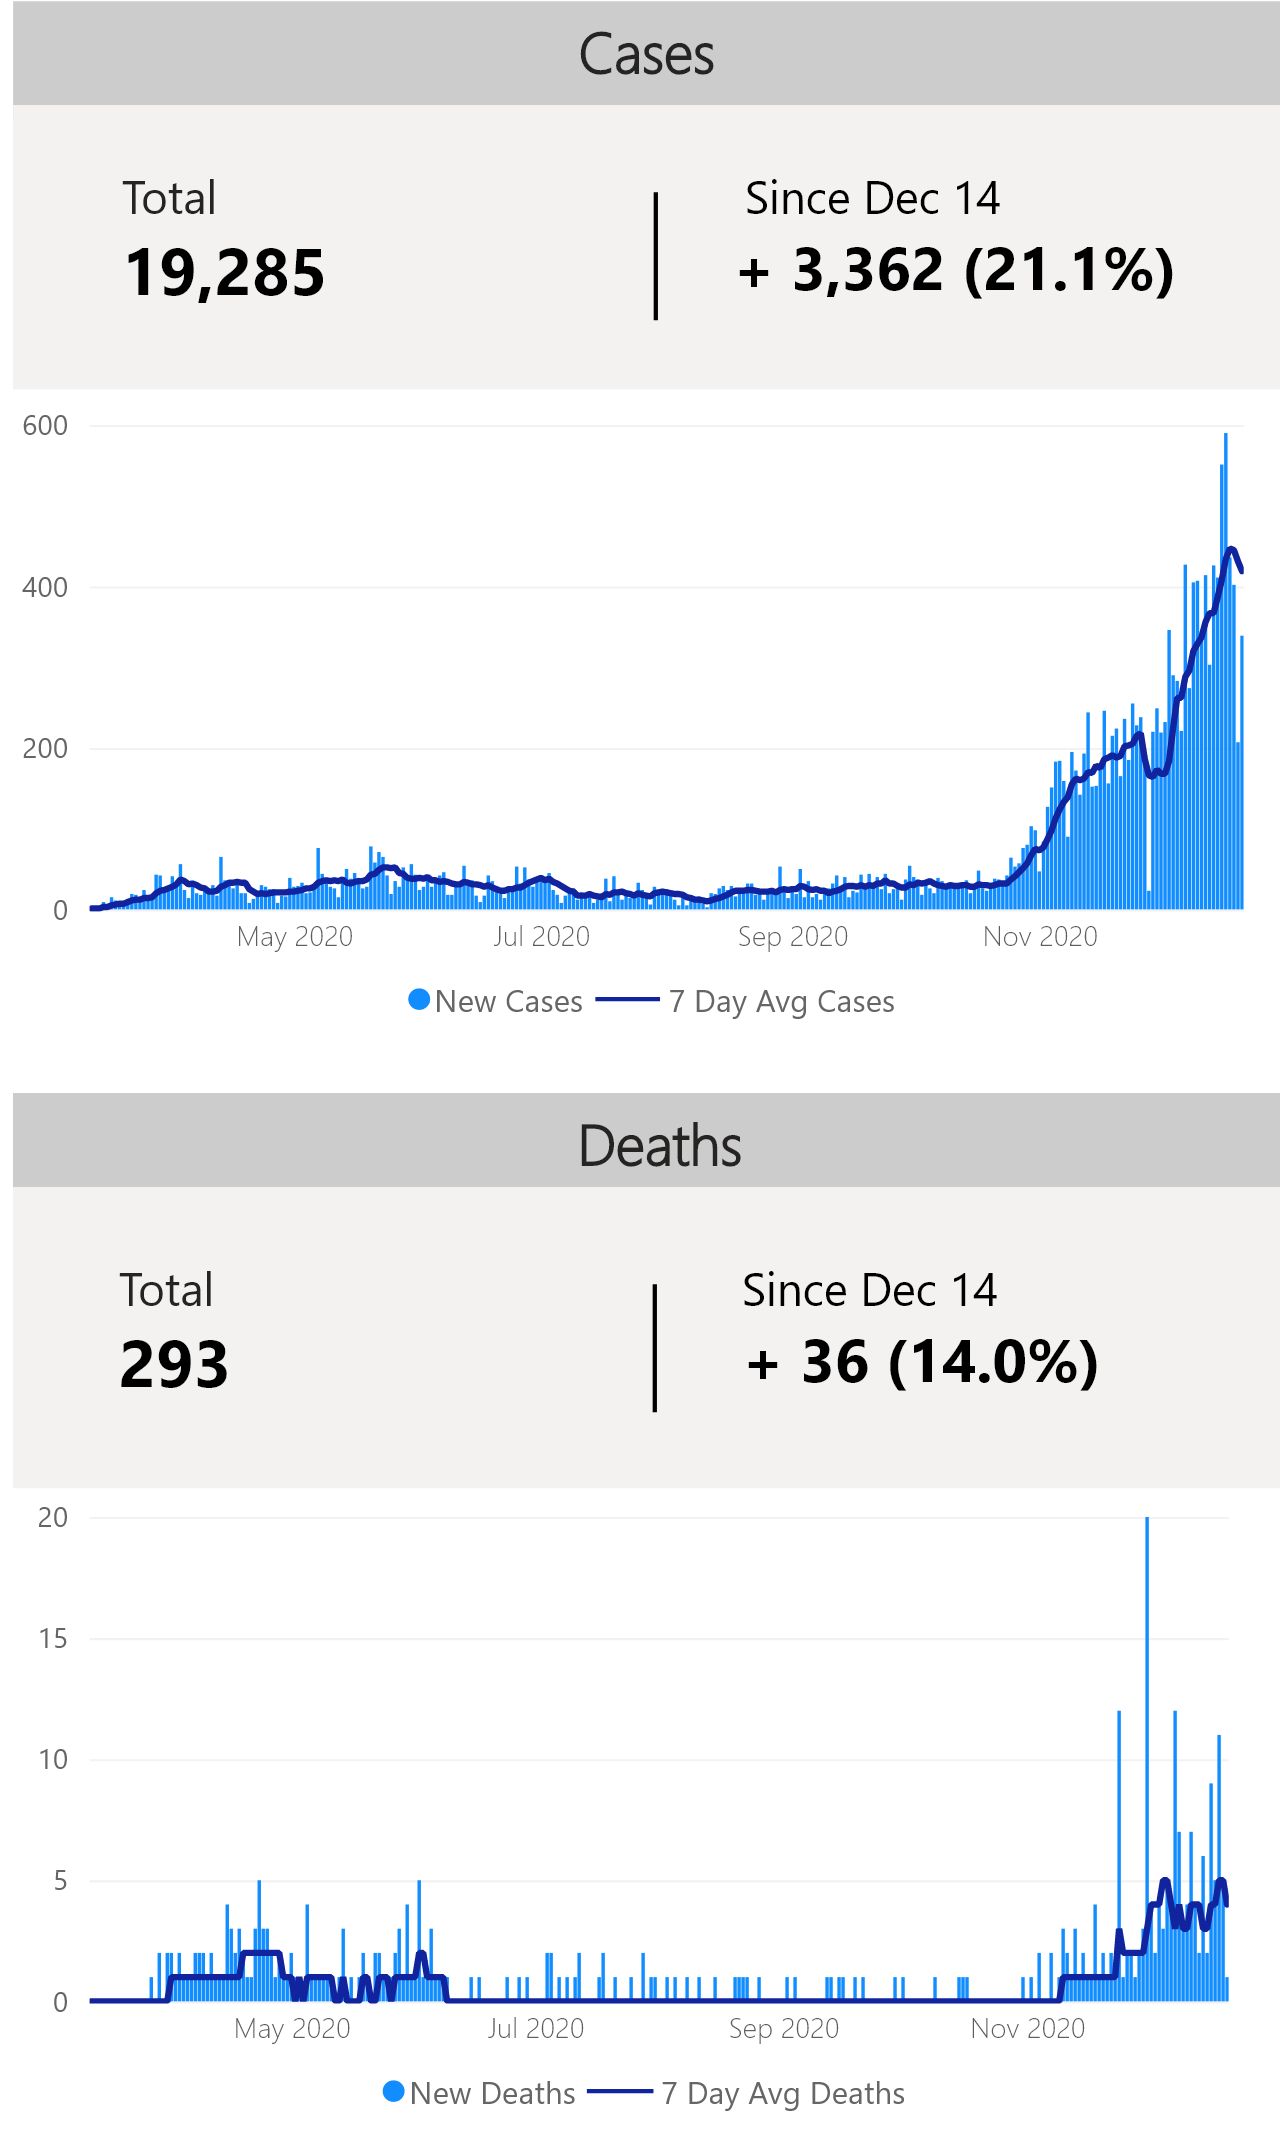 Cases
Total
Since Dec 14
19,285
+ 3,362 (21.1%)
600
400
200
0
May 2020
Jul 2020
Sep 2020
Nov 2020
New Cases
7 Day Avg Cases
Deaths
Total
Since Dec 14
293
+ 36 (14.0%)
20
15
10
5
0
May 2020
Jul 2020
Sep 2020
Nov 2020
New Deaths
7 Day Avg Deaths